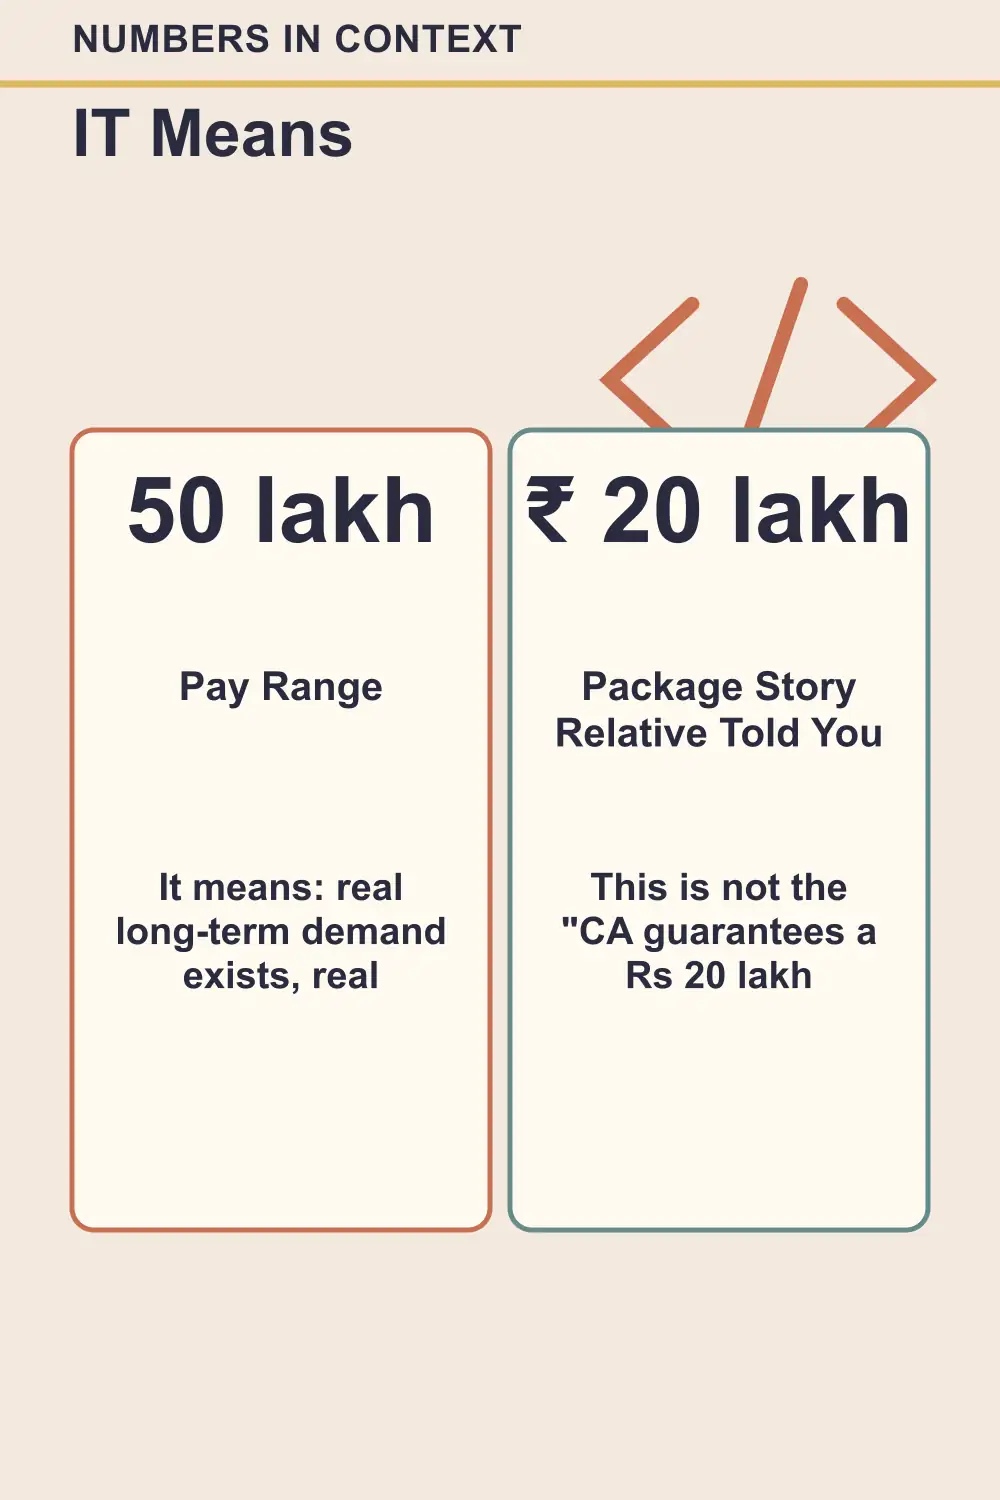 NUMBERS IN CONTEXT
IT Means
50 lakh
Pay Range
It means: real
long-term demand
exists, real
₹ 20 lakh
Package Story
Relative Told You
This is not the
"CA guarantees a
Rs 20 lakh